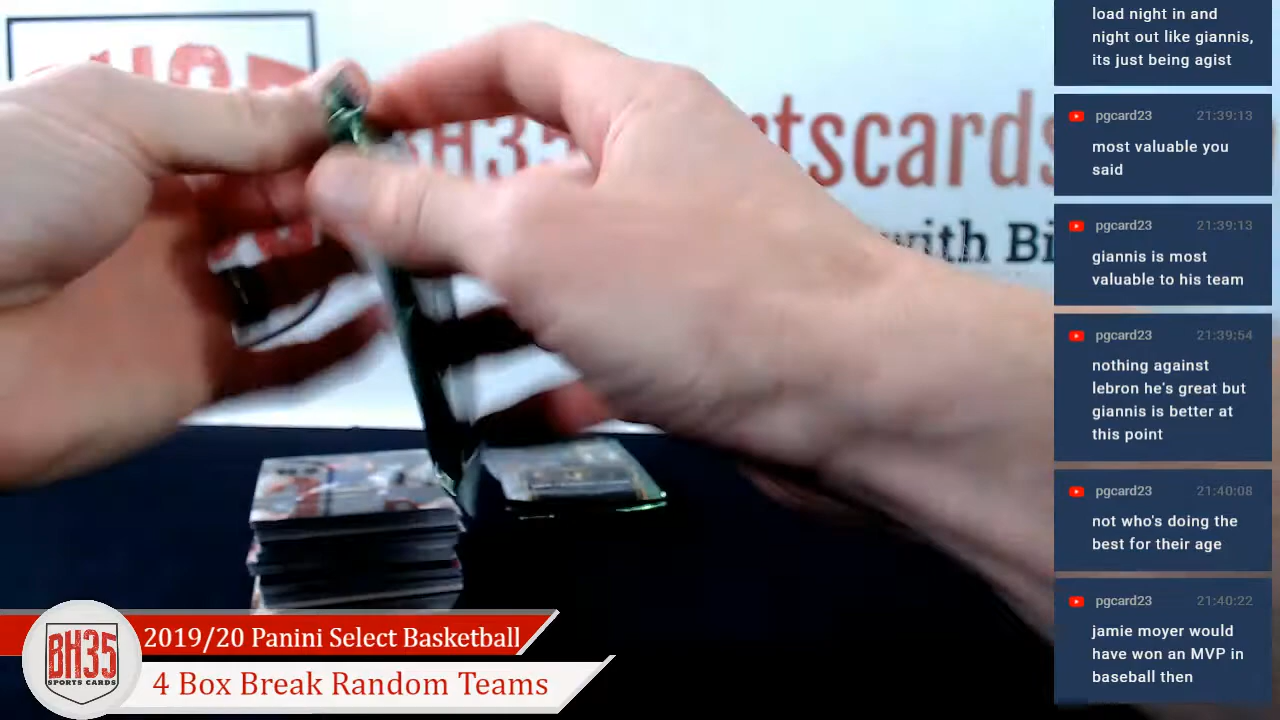 BH35 sportscards
with Bi
load night in and
night out like giannis,
its just being agist
pgcard23 21:39:13
most valuable you
said
pgcard23 21:39:13
giannis is most
valuable to his team
pgcard23 21:39:54
nothing against
lebron he's great but
giannis is better at
this point
pgcard23 21:40:08
not who's doing the
best for their age
pgcard23 21:40:22
jamie moyer would
have won an MVP in
baseball then
BH35
SPORTS CARDS
2019/20 Panini Select Basketball
4 Box Break Random Teams